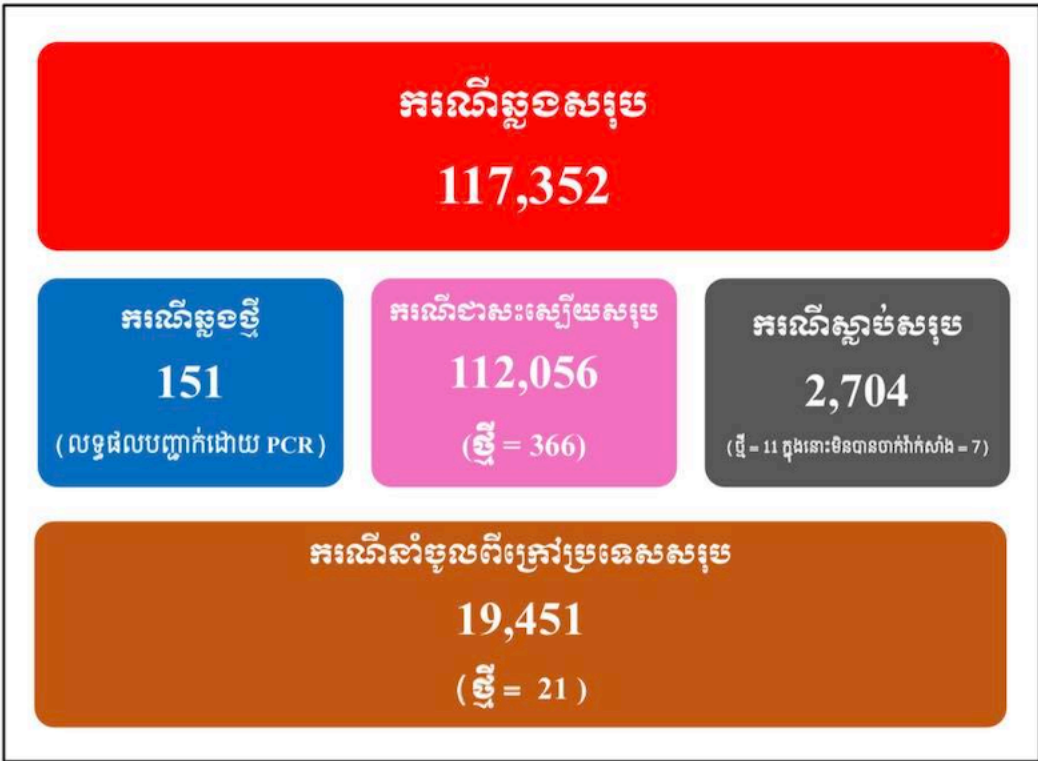 ករណីឆ្លងសរុប
117,352
ករណីឆ្លងថ្មី
151
(លទ្ធផលបញ្ជាក់ដោយ PCR)
ករណីជាសះស្បើយសរុប
112,056
(ថ្មី = 366)
ករណីស្លាប់សរុប
2,704
(ថ្មី = 11 ក្នុងនោះមិនបានចាក់វ៉ាក់សាំង = 7)
ករណីនាំចូលពីក្រៅប្រទេសសរុប
19,451
(ថ្មី = 21)